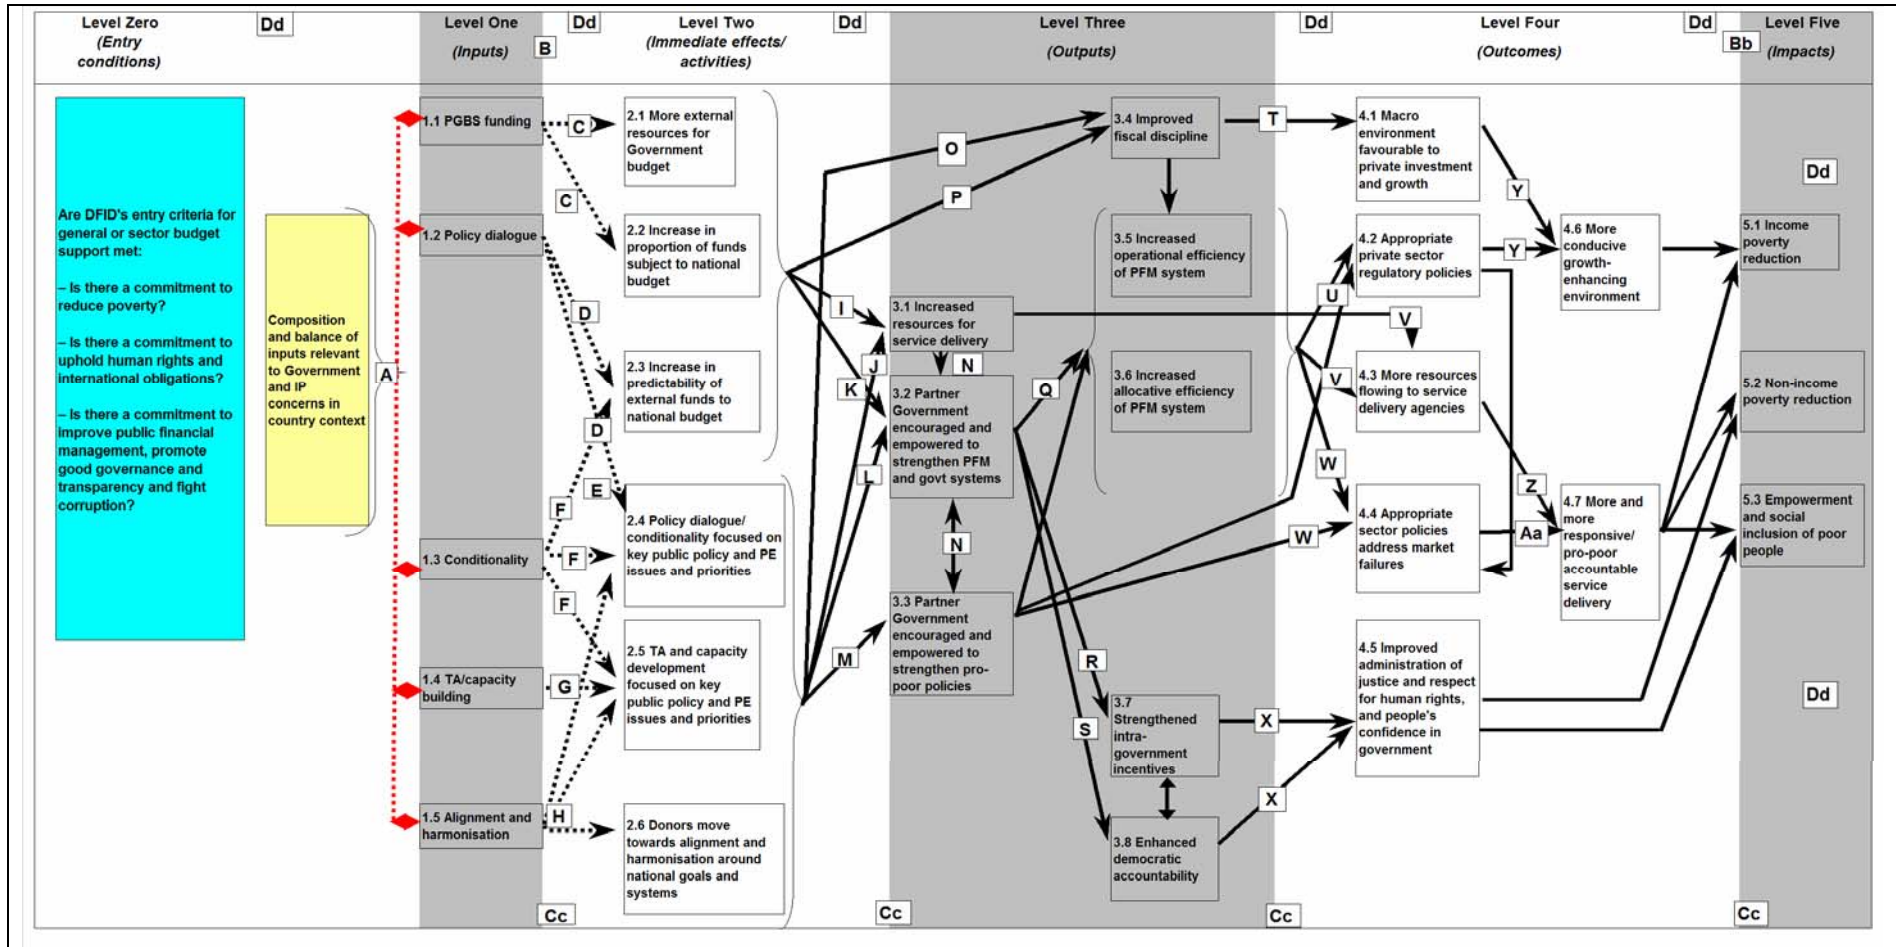 Level Zero
(Entry
conditions)
Dd
Level One
(Inputs)
B
Dd
Level Two
(Immediate effects/
activities)
Dd
Level Three
(Outputs)
Dd
Level Four
(Outcomes)
Dd
Bb
Level Five
(Impacts)
Are DFID's entry criteria for
general or sector budget
support met:
– Is there a commitment to
reduce poverty?
– Is there a commitment to
uphold human rights and
international obligations?
– Is there a commitment to
improve public financial
management, promote
good governance and
transparency and fight
corruption?
Composition
and balance of
inputs relevant
to Government
and IP
concerns in
country context
A
1.1 PGBS funding
1.2 Policy dialogue
1.3 Conditionality
1.4 TA/capacity
building
1.5 Alignment and
harmonisation
C
C
D
D
E
F
F
F
G
H
Cc
2.1 More external
resources for
Government
budget
2.2 Increase in
proportion of funds
subject to national
budget
2.3 Increase in
predictability of
external funds to
national budget
2.4 Policy dialogue/
conditionality focused on
key public policy and PE
issues and priorities
2.5 TA and capacity
development
focused on key
public policy and PE
issues and priorities
2.6 Donors move
towards alignment and
harmonisation around
national goals and
systems
O
P
I
J
K
L
M
Cc
3.1 Increased
resources for
service delivery
N
3.2 Partner
Government
encouraged and
empowered to
strengthen PFM
and govt systems
N
3.3 Partner
Government
encouraged and
empowered to
strengthen pro-
poor policies
Q
R
S
3.4 Improved
fiscal discipline
3.5 Increased
operational efficiency
of PFM system
3.6 Increased
allocative efficiency
of PFM system
3.7
Strengthened
intra-
government
incentives
3.8 Enhanced
democratic
accountability
T
U
V
V
W
W
X
X
Cc
4.1 Macro
environment
favourable to
private investment
and growth
4.2 Appropriate
private sector
regulatory policies
4.3 More resources
flowing to service
delivery agencies
4.4 Appropriate
sector policies
address market
failures
4.5 Improved
administration of
justice and respect
for human rights,
and people's
confidence in
government
Y
Y
Z
Aa
4.6 More
conducive
growth-
enhancing
environment
4.7 More and
more
responsive/
pro-poor
accountable
service
delivery
Dd
5.1 Income
poverty
reduction
5.2 Non-income
poverty reduction
5.3 Empowerment
and social
inclusion of poor
people
Dd
Cc